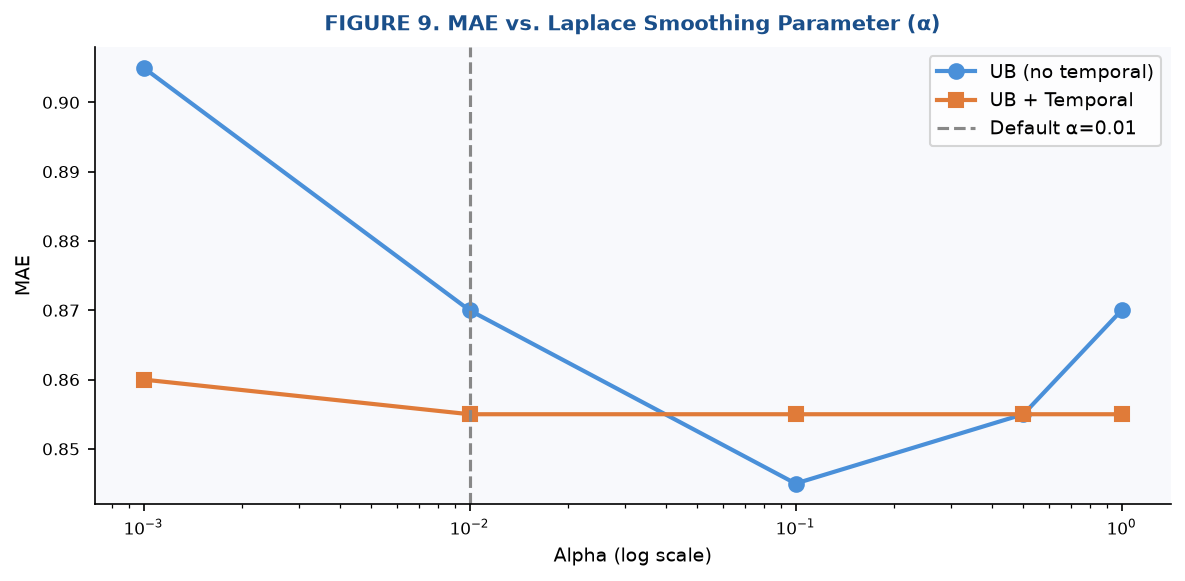 FIGURE 9. MAE vs. Laplace Smoothing Parameter (α)
UB (no temporal)
UB + Temporal
Default α=0.01
MAE
0.90
0.89
0.88
0.87
0.86
0.85
10⁻³ 10⁻² 10⁻¹ 10⁰
Alpha (log scale)